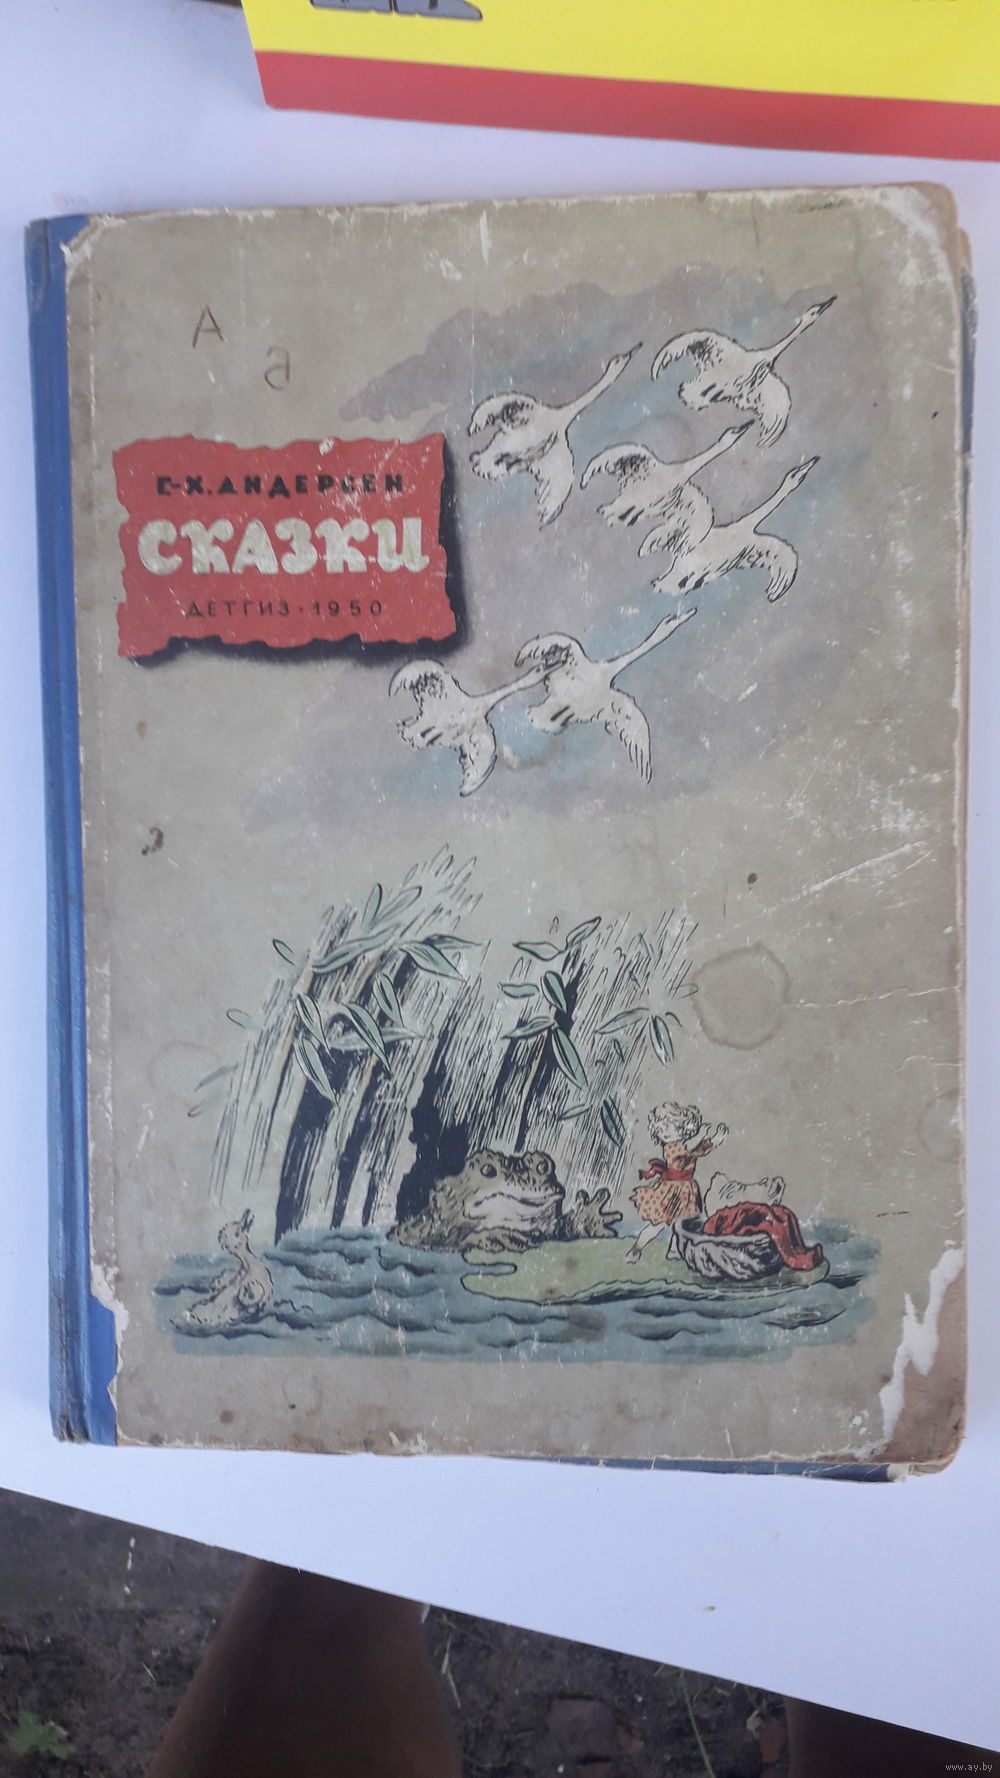 А
а
Г-Х. АНДЕРСЕН
СКАЗКИ
ДЕТГИЗ · 1950
www.ay.by